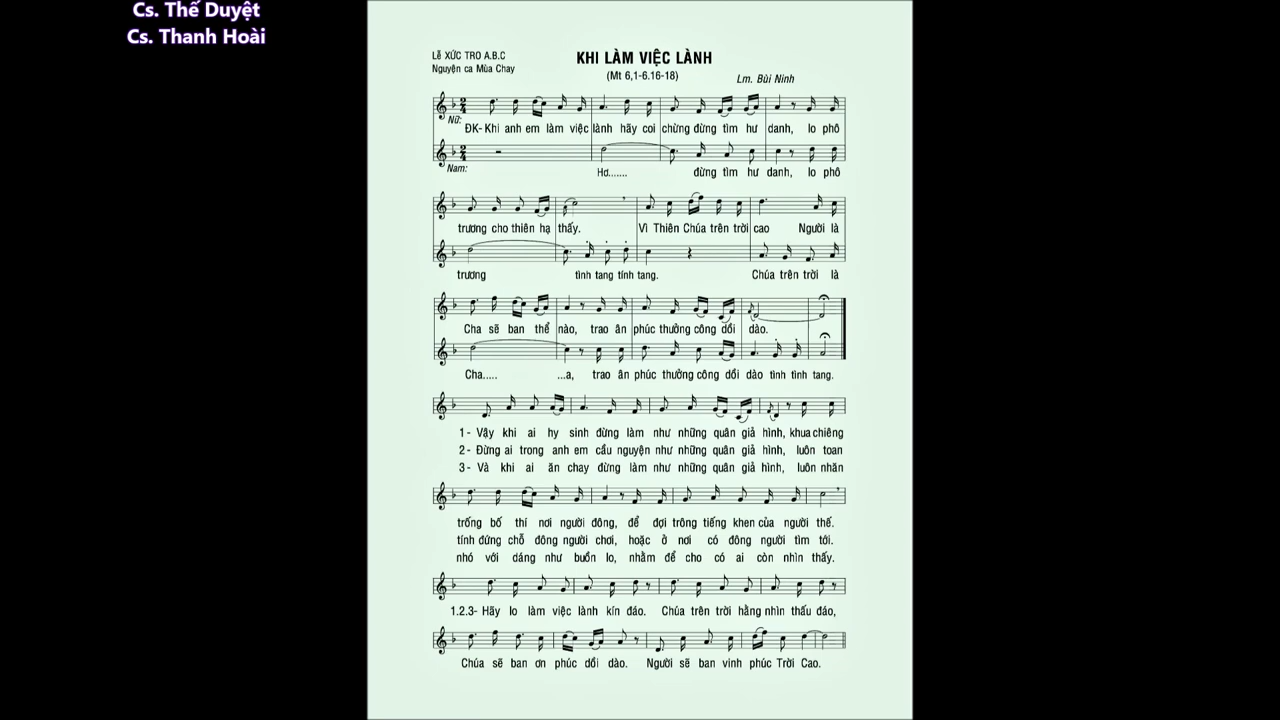 Cs. Thế Duyệt
Cs. Thanh Hoài
LỄ XỨC TRO A.B.C
Nguyện ca Mùa Chay
KHI LÀM VIỆC LÀNH
(Mt 6,1-6.16-18)
Lm. Bùi Ninh
Nữ:
ĐK- Khi anh em làm việc lành hãy coi chừng đừng tìm hư danh, lo phô
Nam:
Hơ....... đừng tìm hư danh, lo phô
trương cho thiên hạ thấy. Vì Thiên Chúa trên trời cao Người là
trương tình tang tính tang. Chúa trên trời là
Cha sẽ ban thể nào, trao ân phúc thưởng công dồi dào.
Cha..... ...a, trao ân phúc thưởng công dồi dào tình tình tang.
1- Vậy khi ai hy sinh đừng làm như những quân giả hình, khua chiêng
2- Đừng ai trong anh em cầu nguyện như những quân giả hình, luôn toan
3- Và khi ai ăn chay đừng làm như những quân giả hình, luôn nhăn
trống bố thí nơi người đông, để đợi trông tiếng khen của người thế.
tính đứng chỗ đông người chơi, hoặc ở nơi có đông người tìm tới.
nhó với dáng như buồn lo, nhằm để cho có ai còn nhìn thấy.
1.2.3- Hãy lo làm việc lành kín đáo. Chúa trên trời hằng nhìn thấu đáo,
Chúa sẽ ban ơn phúc dồi dào. Người sẽ ban vinh phúc Trời Cao.